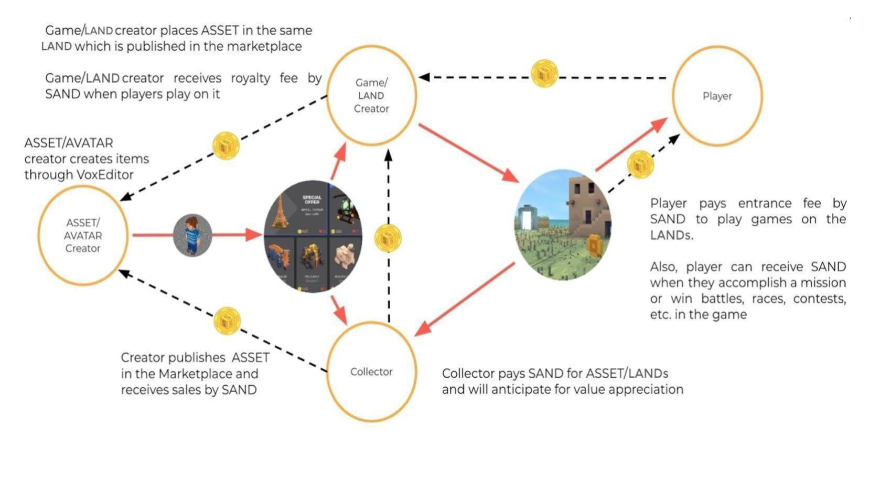 Game/LAND creator places ASSET in the same
LAND which is published in the marketplace
Game/LAND creator receives royalty fee by
SAND when players play on it
Game/
LAND
Creator
Player
ASSET/AVATAR
creator creates items
through VoxEditor
SPECIAL
OFFER
ASSET/
AVATAR
Creator
Player pays entrance fee by
SAND to play games on the
LANDs.
Also, player can receive SAND
when they accomplish a mission
or win battles, races, contests,
etc. in the game
Creator publishes ASSET
in the Marketplace and
receives sales by SAND
Collector
Collector pays SAND for ASSET/LANDs
and will anticipate for value appreciation